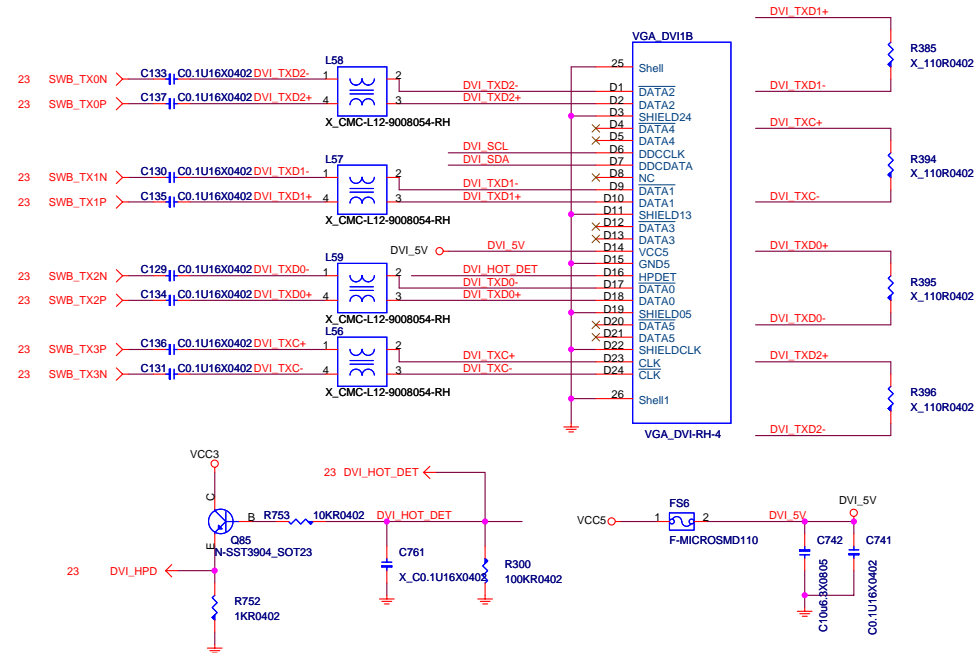 DVI_TXD1+
R385
X_110R0402
DVI_TXD1-
DVI_TXC+
R394
X_110R0402
DVI_TXC-
DVI_TXD0+
R395
X_110R0402
DVI_TXD0-
DVI_TXD2+
R396
X_110R0402
DVI_TXD2-
23 SWB_TX0N C133 C0.1U16X0402 DVI_TXD2- 1 L58 2 DVI_TXD2-
23 SWB_TX0P C137 C0.1U16X0402 DVI_TXD2+ 4 3 DVI_TXD2+
X_CMC-L12-9008054-RH
DVI_SCL
DVI_SDA
23 SWB_TX1N C130 C0.1U16X0402 DVI_TXD1- 1 L57 2 DVI_TXD1-
23 SWB_TX1P C135 C0.1U16X0402 DVI_TXD1+ 4 3 DVI_TXD1+
X_CMC-L12-9008054-RH
DVI_5V DVI_5V
23 SWB_TX2N C129 C0.1U16X0402 DVI_TXD0- 1 L59 2 DVI_HOT_DET
DVI_TXD0-
23 SWB_TX2P C134 C0.1U16X0402 DVI_TXD0+ 4 3 DVI_TXD0+
X_CMC-L12-9008054-RH
23 SWB_TX3P C136 C0.1U16X0402 DVI_TXC+ 1 L56 2 DVI_TXC+
23 SWB_TX3N C131 C0.1U16X0402 DVI_TXC- 4 3 DVI_TXC-
X_CMC-L12-9008054-RH
VGA_DVI1B
25 Shell
D1 DATA2
D2 DATA2
D3 SHIELD24
D4 DATA4
D5 DATA4
D6 DDCCLK
D7 DDCDATA
D8 NC
D9 DATA1
D10 DATA1
D11 SHIELD13
D12 DATA3
D13 DATA3
D14 VCC5
D15 GND5
D16 HPDET
D17 DATA0
D18 DATA0
D19 SHIELD05
D20 DATA5
D21 DATA5
D22 SHIELDCLK
D23 CLK
D24 CLK
26 Shell1
VGA_DVI-RH-4
VCC3
23 DVI_HOT_DET
C
B R753 10KR0402 DVI_HOT_DET
E Q85
N-SST3904_SOT23
C761
X_C0.1U16X0402
R300
100KR0402
23 DVI_HPD
R752
1KR0402
FS6
VCC5 1 2 DVI_5V DVI_5V
F-MICROSMD110
C742
C10u6.3X0805
C741
C0.1U16X0402